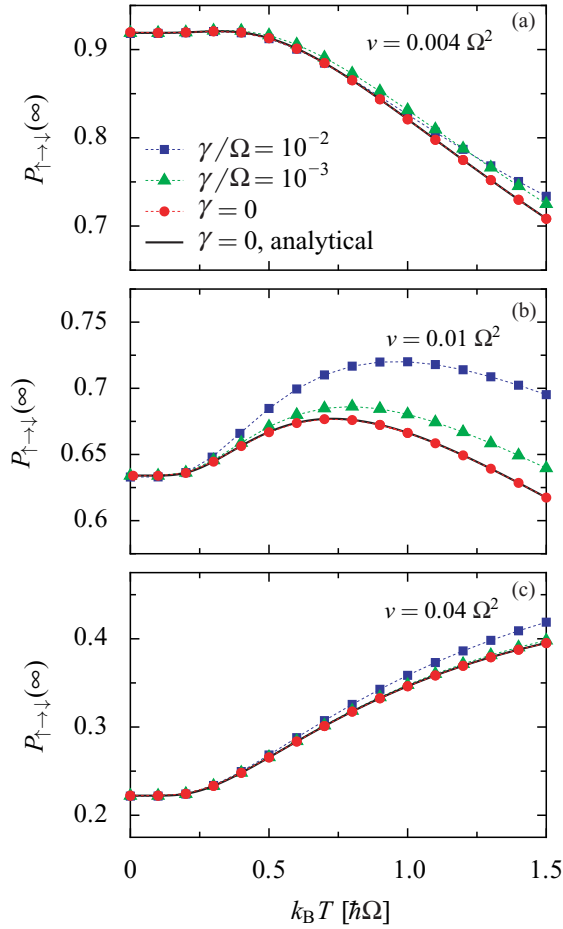 (a)
v = 0.004 Ω²
0.9
0.8
0.7
P↑→↓(∞)
γ/Ω = 10⁻²
γ/Ω = 10⁻³
γ = 0
γ = 0, analytical
(b)
v = 0.01 Ω²
0.75
0.7
0.65
0.6
P↑→↓(∞)
(c)
v = 0.04 Ω²
0.4
0.3
0.2
P↑→↓(∞)
0 0.5 1.0 1.5
k_B T [ħΩ]